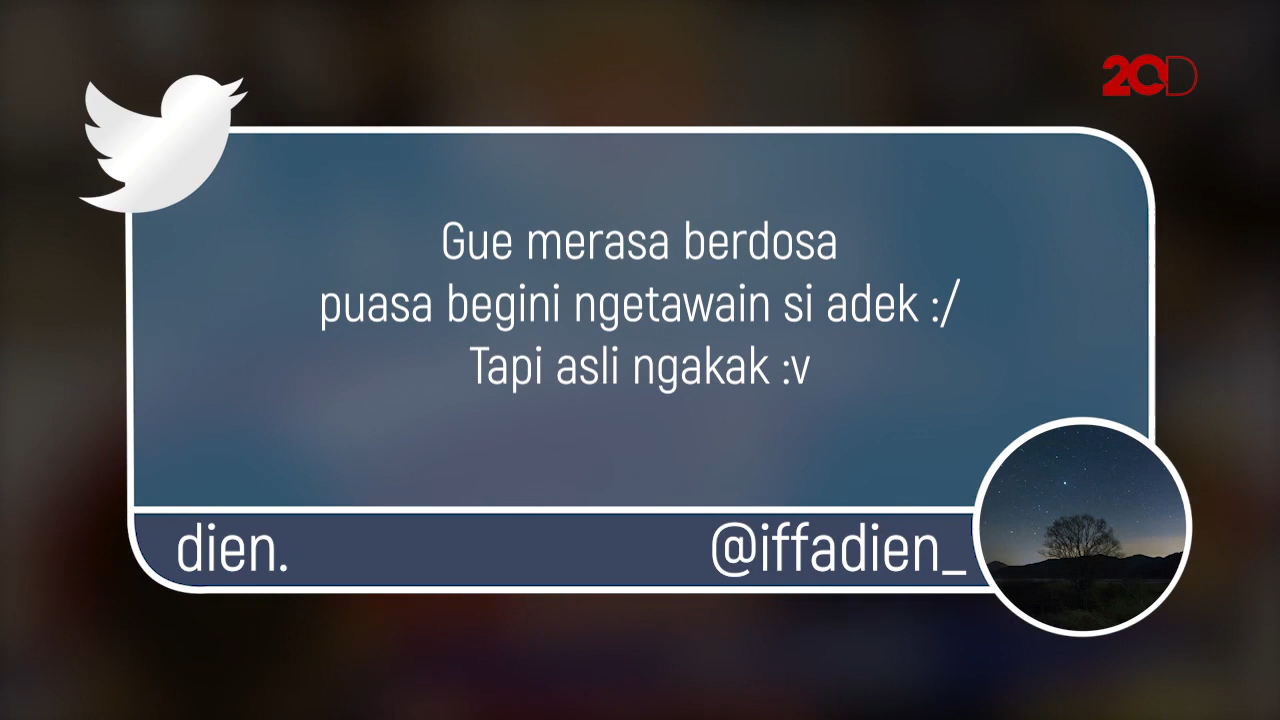 20D
Gue merasa berdosa
puasa begini ngetawain si adek :/
Tapi asli ngakak :v
dien.
@iffadien_